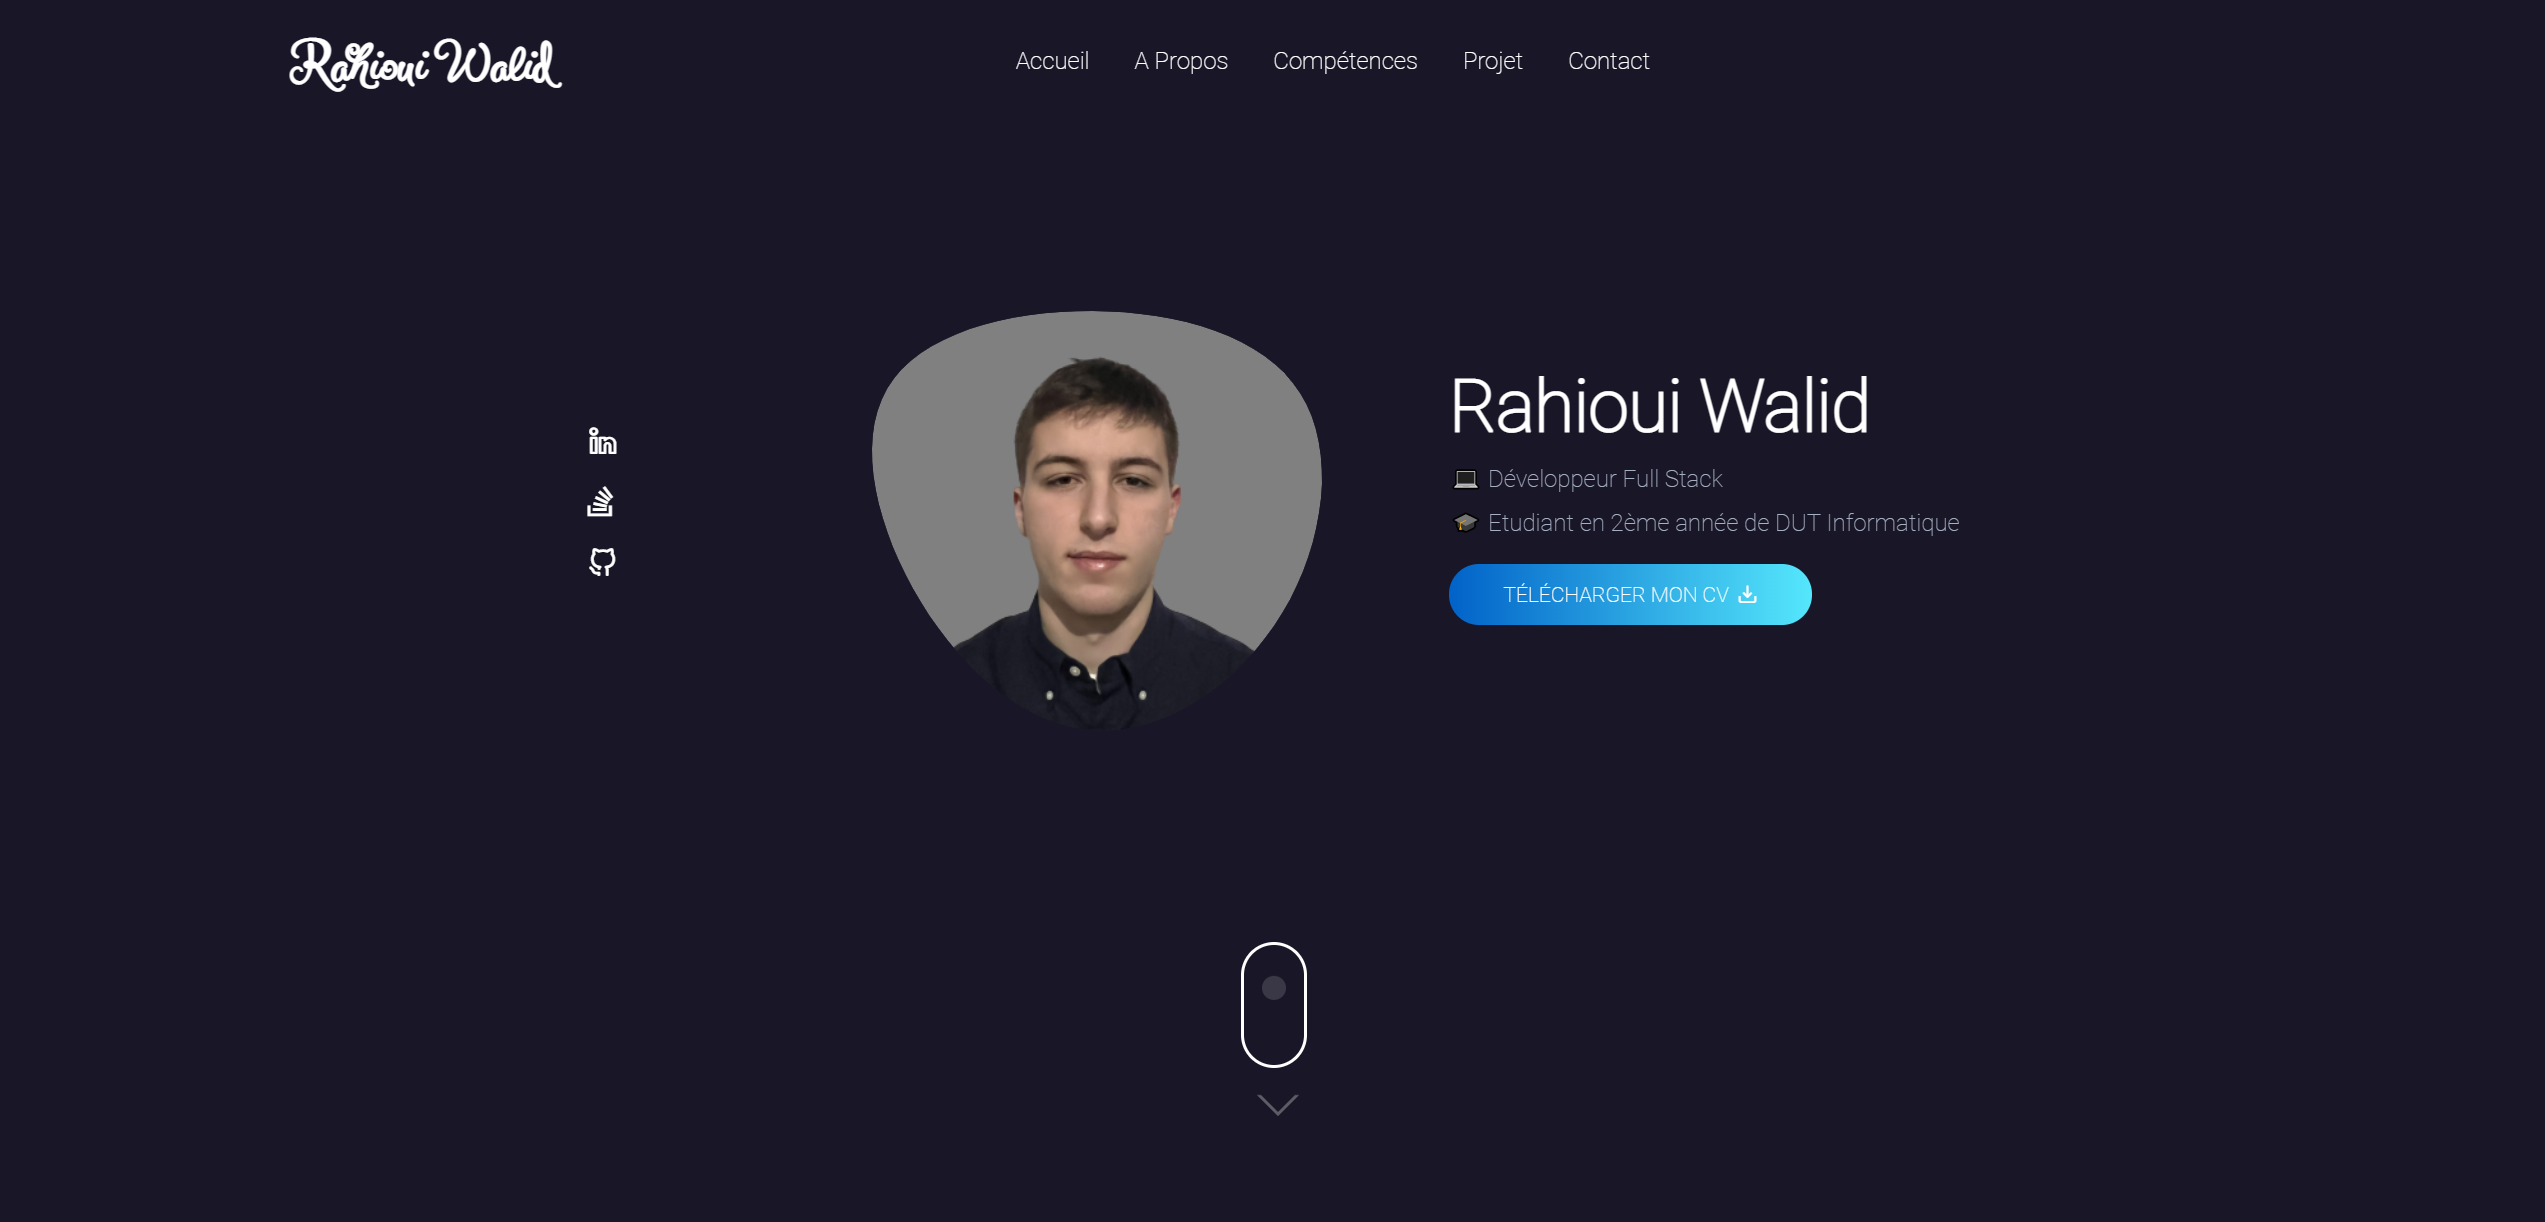 Rahioui Walid
Accueil A Propos Compétences Projet Contact
in
Rahioui Walid
Développeur Full Stack
Etudiant en 2ème année de DUT Informatique
TÉLÉCHARGER MON CV